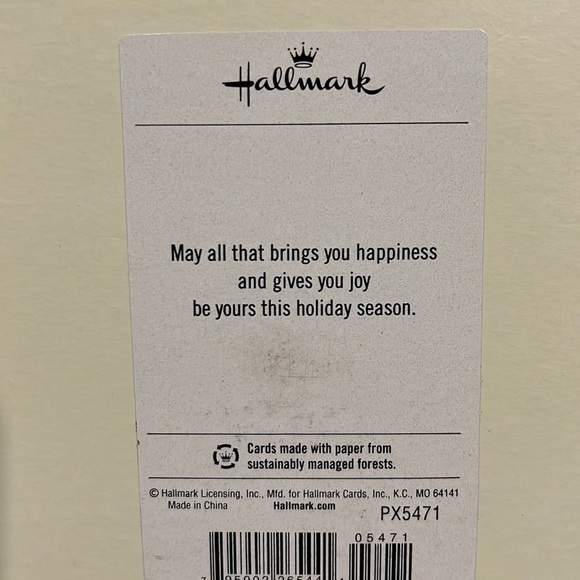 Hallmark
May all that brings you happiness
and gives you joy
be yours this holiday season.
Cards made with paper from
sustainably managed forests.
© Hallmark Licensing, Inc., Mfd. for Hallmark Cards, Inc., K.C., MO 64141
Made in China Hallmark.com
PX5471
05471